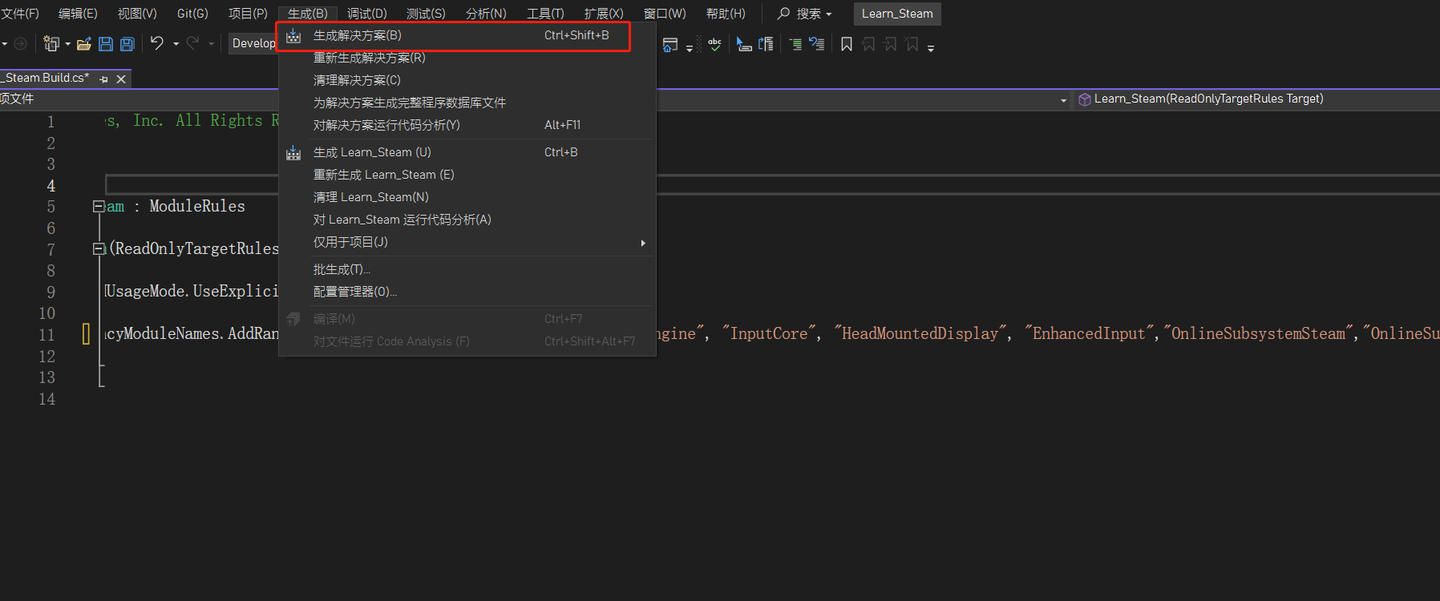 文件(F) 编辑(E) 视图(V) Git(G) 项目(P) 生成(B) 调试(D) 测试(S) 分析(N) 工具(T) 扩展(X) 窗口(W) 帮助(H) 搜索 Learn_Steam
Develop
_Steam.Build.cs*
项文件 Learn_Steam(ReadOnlyTargetRules Target)
生成解决方案(B) Ctrl+Shift+B
重新生成解决方案(R)
清理解决方案(C)
为解决方案生成完整程序数据库文件
对解决方案运行代码分析(Y) Alt+F11
生成 Learn_Steam (U) Ctrl+B
重新生成 Learn_Steam (E)
清理 Learn_Steam(N)
对 Learn_Steam 运行代码分析(A)
仅用于项目(J)
批生成(T)...
配置管理器(O)...
编译(M) Ctrl+F7
对文件运行 Code Analysis (F) Ctrl+Shift+Alt+F7
1 s, Inc. All Rights R
2
3
4
5 am : ModuleRules
6
7 (ReadOnlyTargetRules
8
9 UsageMode.UseExplici
10
11 cyModuleNames.AddRan ngine", "InputCore", "HeadMountedDisplay", "EnhancedInput","OnlineSubsystemSteam","OnlineSu
12
13
14